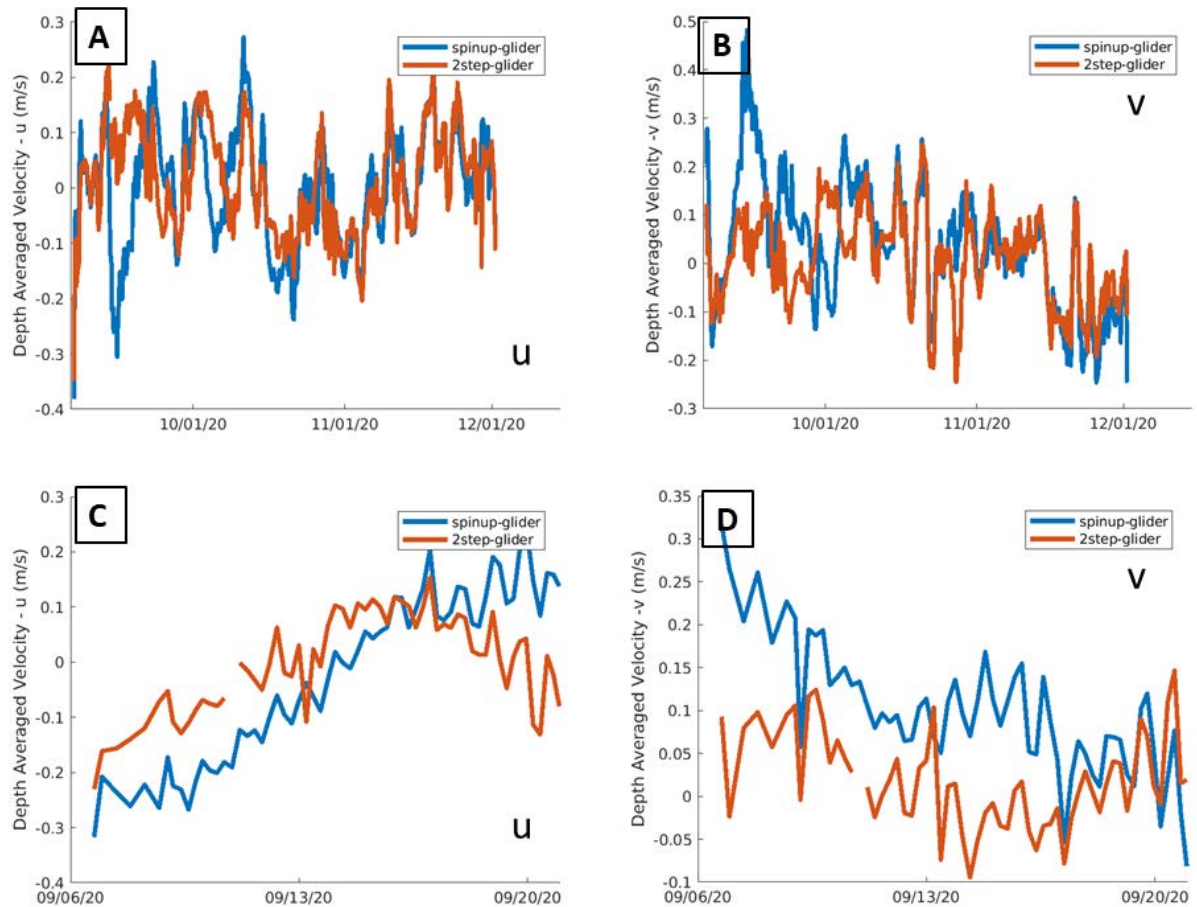 A
0.3
0.2
0.1
0
-0.1
-0.2
-0.3
-0.4
Depth Averaged Velocity - u (m/s)
spinup-glider
2step-glider
u
10/01/20
11/01/20
12/01/20
B
0.5
0.4
0.3
0.2
0.1
0
-0.1
-0.2
-0.3
Depth Averaged Velocity -v (m/s)
spinup-glider
2step-glider
v
10/01/20
11/01/20
12/01/20
C
0.3
0.2
0.1
0
-0.1
-0.2
-0.3
-0.4
Depth Averaged Velocity - u (m/s)
spinup-glider
2step-glider
u
09/06/20
09/13/20
09/20/20
D
0.35
0.3
0.25
0.2
0.15
0.1
0.05
0
-0.05
-0.1
Depth Averaged Velocity -v (m/s)
spinup-glider
2step-glider
v
09/06/20
09/13/20
09/20/20